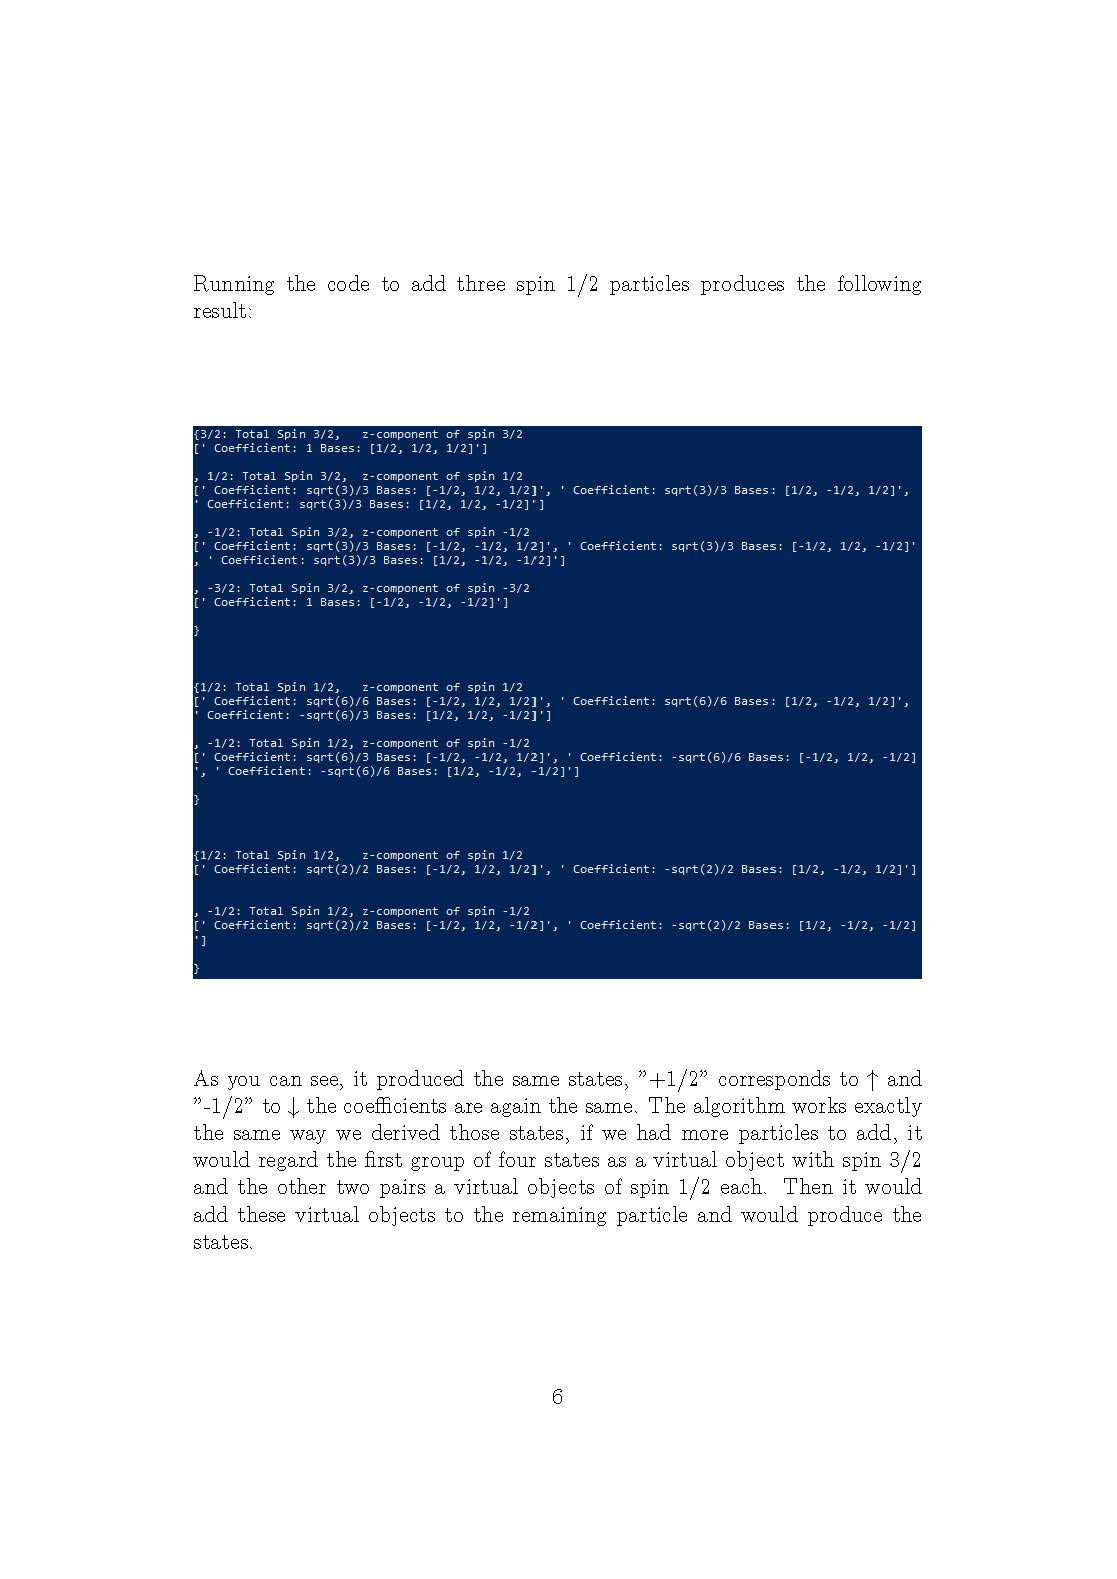 Running the code to add three spin 1/2 particles produces the following
result:
{3/2: Total Spin 3/2,   z-component of spin 3/2
[' Coefficient: 1 Bases: [1/2, 1/2, 1/2]']
, 1/2: Total Spin 3/2,  z-component of spin 1/2
[' Coefficient: sqrt(3)/3 Bases: [-1/2, 1/2, 1/2]', ' Coefficient: sqrt(3)/3 Bases: [1/2, -1/2, 1/2]',
' Coefficient: sqrt(3)/3 Bases: [1/2, 1/2, -1/2]']
, -1/2: Total Spin 3/2, z-component of spin -1/2
[' Coefficient: sqrt(3)/3 Bases: [-1/2, -1/2, 1/2]', ' Coefficient: sqrt(3)/3 Bases: [-1/2, 1/2, -1/2]'
, ' Coefficient: sqrt(3)/3 Bases: [1/2, -1/2, -1/2]']
, -3/2: Total Spin 3/2, z-component of spin -3/2
[' Coefficient: 1 Bases: [-1/2, -1/2, -1/2]']
}
{1/2: Total Spin 1/2,   z-component of spin 1/2
[' Coefficient: sqrt(6)/6 Bases: [-1/2, 1/2, 1/2]', ' Coefficient: sqrt(6)/6 Bases: [1/2, -1/2, 1/2]',
' Coefficient: -sqrt(6)/3 Bases: [1/2, 1/2, -1/2]']
, -1/2: Total Spin 1/2, z-component of spin -1/2
[' Coefficient: sqrt(6)/3 Bases: [-1/2, -1/2, 1/2]', ' Coefficient: -sqrt(6)/6 Bases: [-1/2, 1/2, -1/2]
', ' Coefficient: -sqrt(6)/6 Bases: [1/2, -1/2, -1/2]']
}
{1/2: Total Spin 1/2,   z-component of spin 1/2
[' Coefficient: sqrt(2)/2 Bases: [-1/2, 1/2, 1/2]', ' Coefficient: -sqrt(2)/2 Bases: [1/2, -1/2, 1/2]']
, -1/2: Total Spin 1/2, z-component of spin -1/2
[' Coefficient: sqrt(2)/2 Bases: [-1/2, 1/2, -1/2]', ' Coefficient: -sqrt(2)/2 Bases: [1/2, -1/2, -1/2]
']
}
As you can see, it produced the same states, ”+1/2” corresponds to ↑ and
”-1/2” to ↓ the coefficients are again the same. The algorithm works exactly
the same way we derived those states, if we had more particles to add, it
would regard the first group of four states as a virtual object with spin 3/2
and the other two pairs a virtual objects of spin 1/2 each. Then it would
add these virtual objects to the remaining particle and would produce the
states.
6